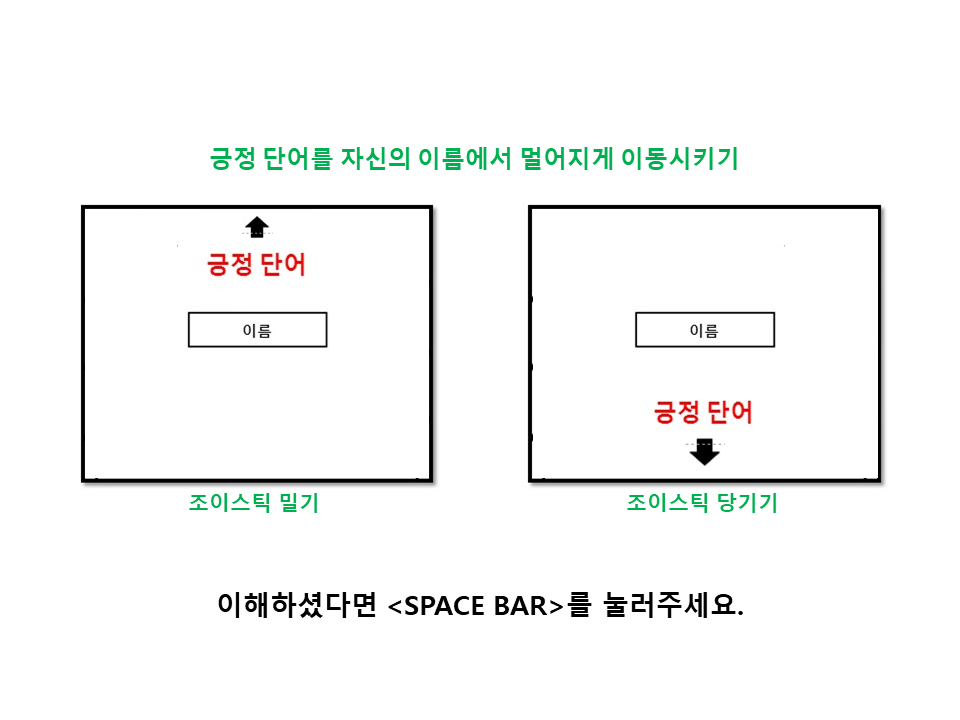 긍정 단어를 자신의 이름에서 멀어지게 이동시키기
긍정 단어
이름
조이스틱 밀기
이름
긍정 단어
조이스틱 당기기
이해하셨다면 <SPACE BAR>를 눌러주세요.